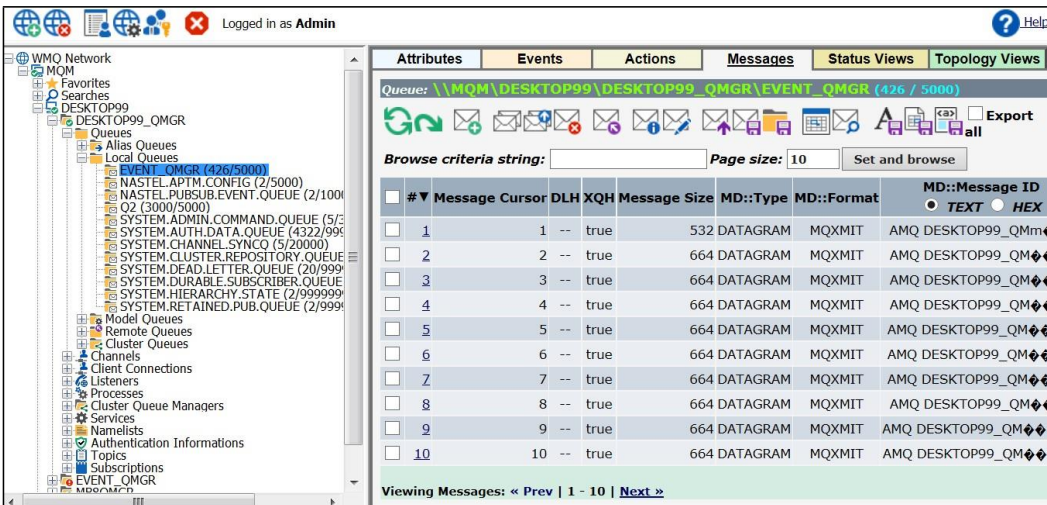 Logged in as Admin
Help
WMQ Network
MQM
Favorites
Searches
DESKTOP99
DESKTOP99_QMGR
Queues
Alias Queues
Local Queues
EVENT_QMGR (426/5000)
NASTEL.APTM.CONFIG (2/5000)
NASTEL.PUBSUB.EVENT.QUEUE (2/100
Q2 (3000/5000)
SYSTEM.ADMIN.COMMAND.QUEUE (5/3
SYSTEM.AUTH.DATA.QUEUE (4322/999
SYSTEM.CHANNEL.SYNCQ (5/20000)
SYSTEM.CLUSTER.REPOSITORY.QUEUE
SYSTEM.DEAD.LETTER.QUEUE (20/999
SYSTEM.DURABLE.SUBSCRIBER.QUEUE
SYSTEM.HIERARCHY.STATE (2/999999
SYSTEM.RETAINED.PUB.QUEUE (2/999
Model Queues
Remote Queues
Cluster Queues
Channels
Client Connections
Listeners
Processes
Cluster Queue Managers
Services
Namelists
Authentication Informations
Topics
Subscriptions
EVENT_QMGR
Attributes Events Actions Messages Status Views Topology Views
Queue: \\MQM\DESKTOP99\DESKTOP99_QMGR\EVENT_QMGR (426 / 5000)
Export all
Browse criteria string: Page size: 10 Set and browse
#▼ Message Cursor DLH XQH Message Size MD::Type MD::Format MD::Message ID
TEXT HEX
1 1 -- true 532 DATAGRAM MQXMIT AMQ DESKTOP99_QMm�
2 2 -- true 664 DATAGRAM MQXMIT AMQ DESKTOP99_QM��
3 3 -- true 664 DATAGRAM MQXMIT AMQ DESKTOP99_QM��
4 4 -- true 664 DATAGRAM MQXMIT AMQ DESKTOP99_QM��
5 5 -- true 664 DATAGRAM MQXMIT AMQ DESKTOP99_QM��
6 6 -- true 664 DATAGRAM MQXMIT AMQ DESKTOP99_QM��
7 7 -- true 664 DATAGRAM MQXMIT AMQ DESKTOP99_QM��
8 8 -- true 664 DATAGRAM MQXMIT AMQ DESKTOP99_QM��
9 9 -- true 664 DATAGRAM MQXMIT AMQ DESKTOP99_QM��
10 10 -- true 664 DATAGRAM MQXMIT AMQ DESKTOP99_QM��
Viewing Messages: « Prev | 1 - 10 | Next »